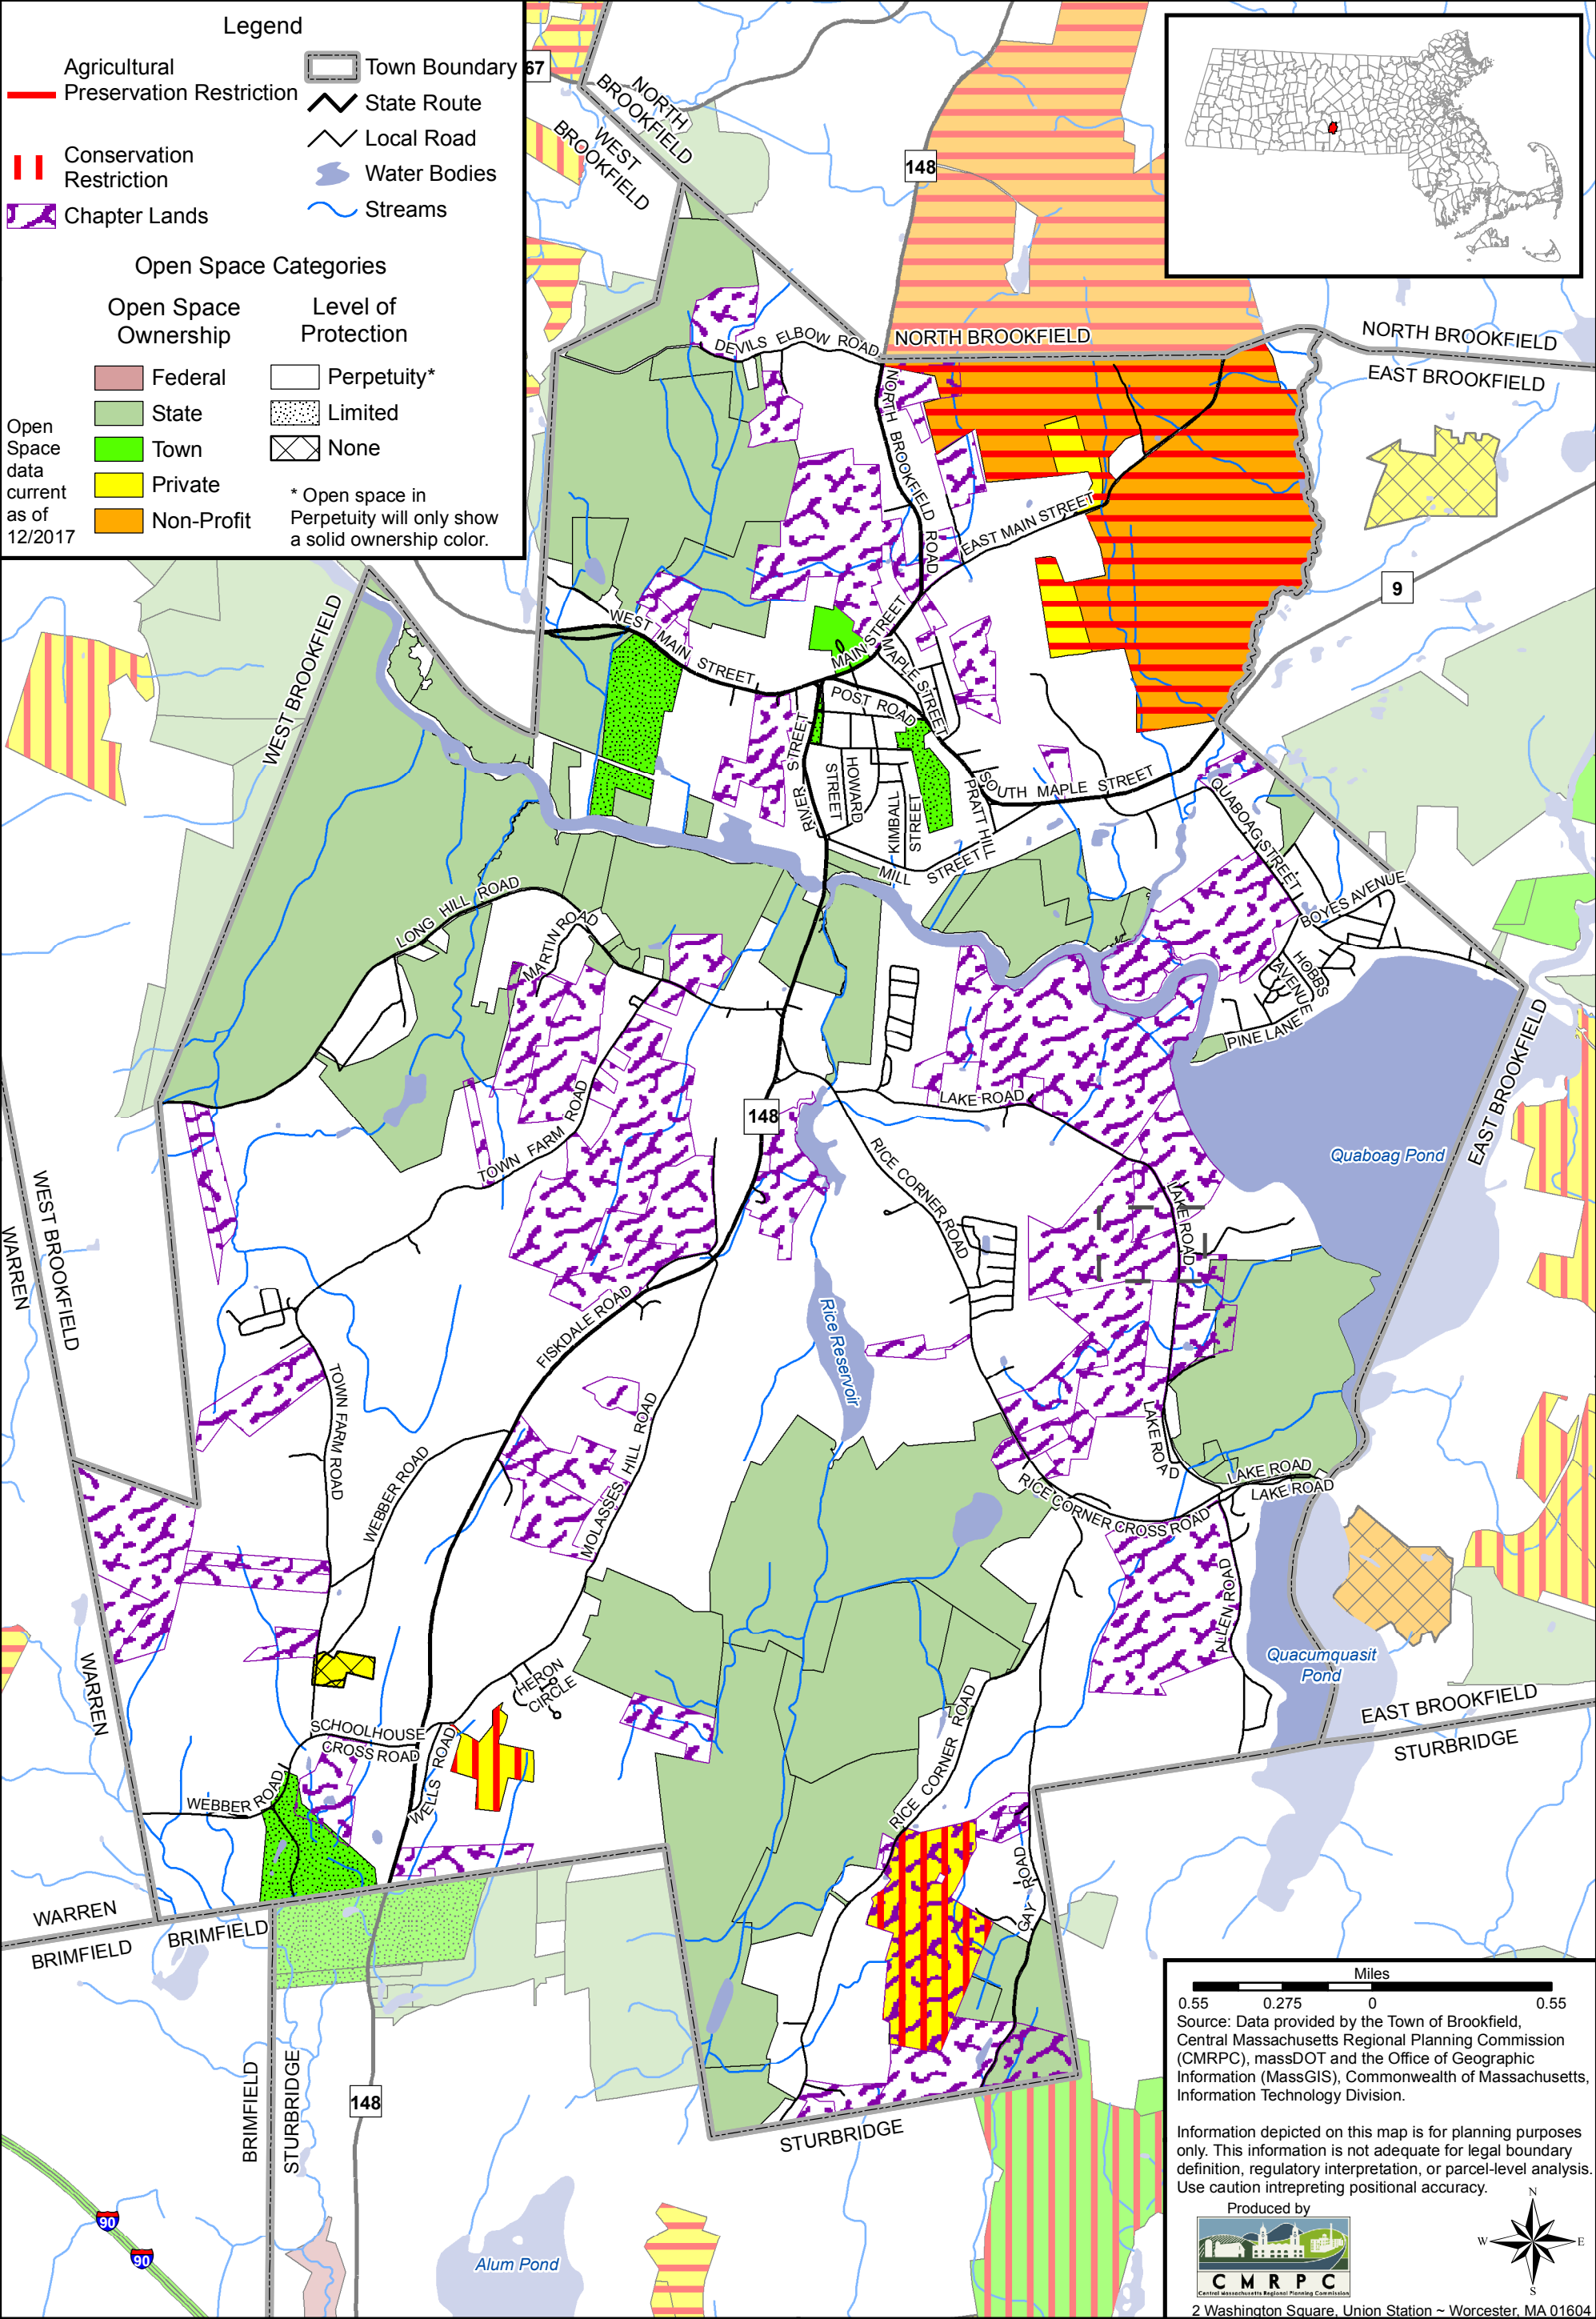 Legend
Agricultural
Preservation Restriction
Conservation
Restriction
Chapter Lands
Town Boundary
State Route
Local Road
Water Bodies
Streams
Open Space Categories
Open Space
Ownership
Level of
Protection
Federal
State
Town
Private
Non-Profit
Perpetuity*
Limited
None
Open
Space
data
current
as of
12/2017
* Open space in
Perpetuity will only show
a solid ownership color.
67
NORTH
BROOKFIELD
WEST
BROOKFIELD
148
NORTH BROOKFIELD
NORTH BROOKFIELD
EAST BROOKFIELD
DEVILS ELBOW ROAD
NORTH BROOKFIELD ROAD
EAST MAIN STREET
9
WEST BROOKFIELD
WEST MAIN STREET
MAIN STREET
MAPLE STREET
POST ROAD
RIVER STREET
HOWARD
STREET
KIMBALL
STREET
PRATT HILL
SOUTH MAPLE STREET
QUABOAG STREET
MILL STREET
BOYES AVENUE
HOBBS
AVENUE
PINE LANE
LONG HILL ROAD
MARTIN ROAD
TOWN FARM ROAD
148
LAKE ROAD
RICE CORNER ROAD
LAKE ROAD
Quaboag Pond
EAST BROOKFIELD
WEST BROOKFIELD
WARREN
FISKDALE ROAD
Rice Reservoir
TOWN FARM ROAD
WEBBER ROAD
MOLASSES HILL ROAD
LAKE ROAD
LAKE ROAD
LAKE ROAD
RICE CORNER CROSS ROAD
ALLEN ROAD
Quacumquasit
Pond
WARREN
HERON
CIRCLE
SCHOOLHOUSE
CROSS ROAD
WELLS ROAD
WEBBER ROAD
RICE CORNER ROAD
GAY ROAD
EAST BROOKFIELD
STURBRIDGE
WARREN
BRIMFIELD
BRIMFIELD
BRIMFIELD
STURBRIDGE
148
STURBRIDGE
90
90
Alum Pond
Miles
0.55 0.275 0 0.55
Source: Data provided by the Town of Brookfield,
Central Massachusetts Regional Planning Commission
(CMRPC), massDOT and the Office of Geographic
Information (MassGIS), Commonwealth of Massachusetts,
Information Technology Division.
Information depicted on this map is for planning purposes
only. This information is not adequate for legal boundary
definition, regulatory interpretation, or parcel-level analysis.
Use caution intrepreting positional accuracy.
Produced by
CMRPC
Central Massachusetts Regional Planning Commission
N
W
E
S
2 Washington Square, Union Station ~ Worcester, MA 01604